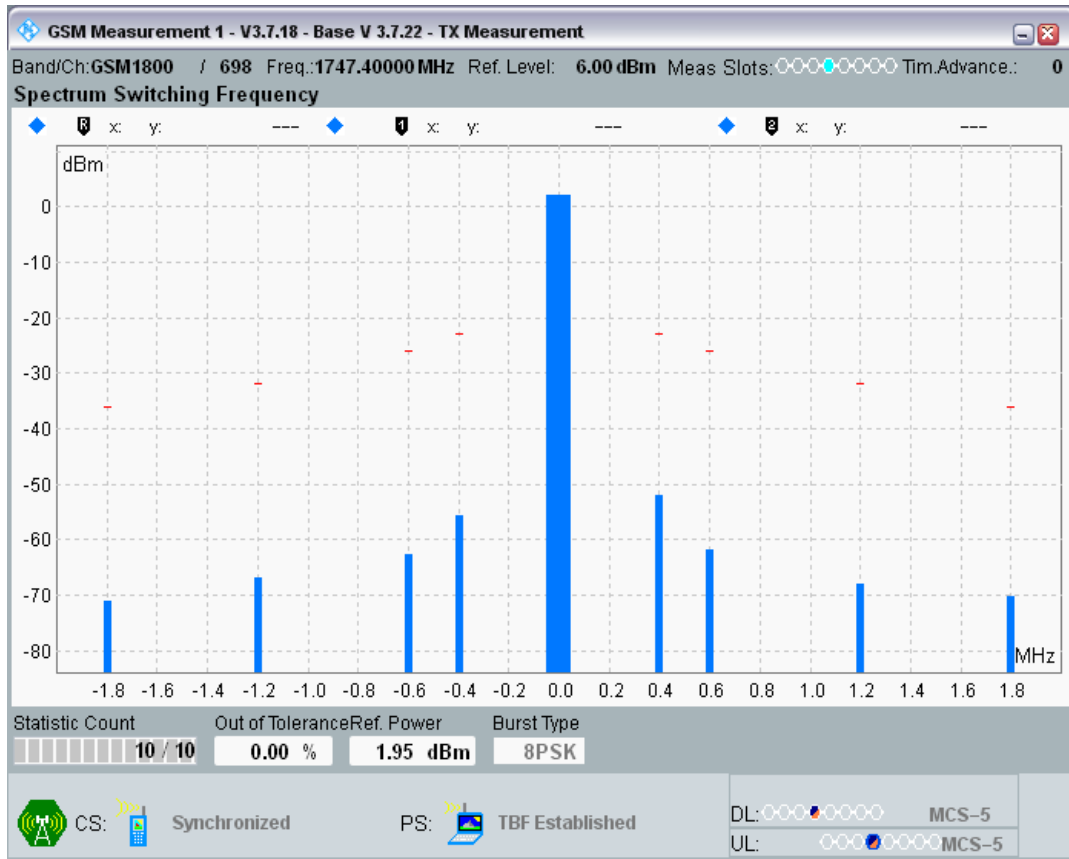 GSM Measurement 1 - V3.7.18 - Base V 3.7.22 - TX Measurement
Band/Ch:GSM1800 / 698 Freq.:1747.40000 MHz Ref. Level: 6.00 dBm Meas Slots: Tim.Advance.: 0
Spectrum Switching Frequency
R x: y: --- 1 x: y: --- 2 x: y: ---
dBm
0
-10
-20
-30
-40
-50
-60
-70
-80
MHz
-1.8 -1.6 -1.4 -1.2 -1.0 -0.8 -0.6 -0.4 -0.2 0.0 0.2 0.4 0.6 0.8 1.0 1.2 1.4 1.6 1.8
Statistic Count Out of Tolerance Ref. Power Burst Type
10 / 10 0.00 % 1.95 dBm 8PSK
CS: Synchronized PS: TBF Established DL: MCS-5
UL: MCS-5